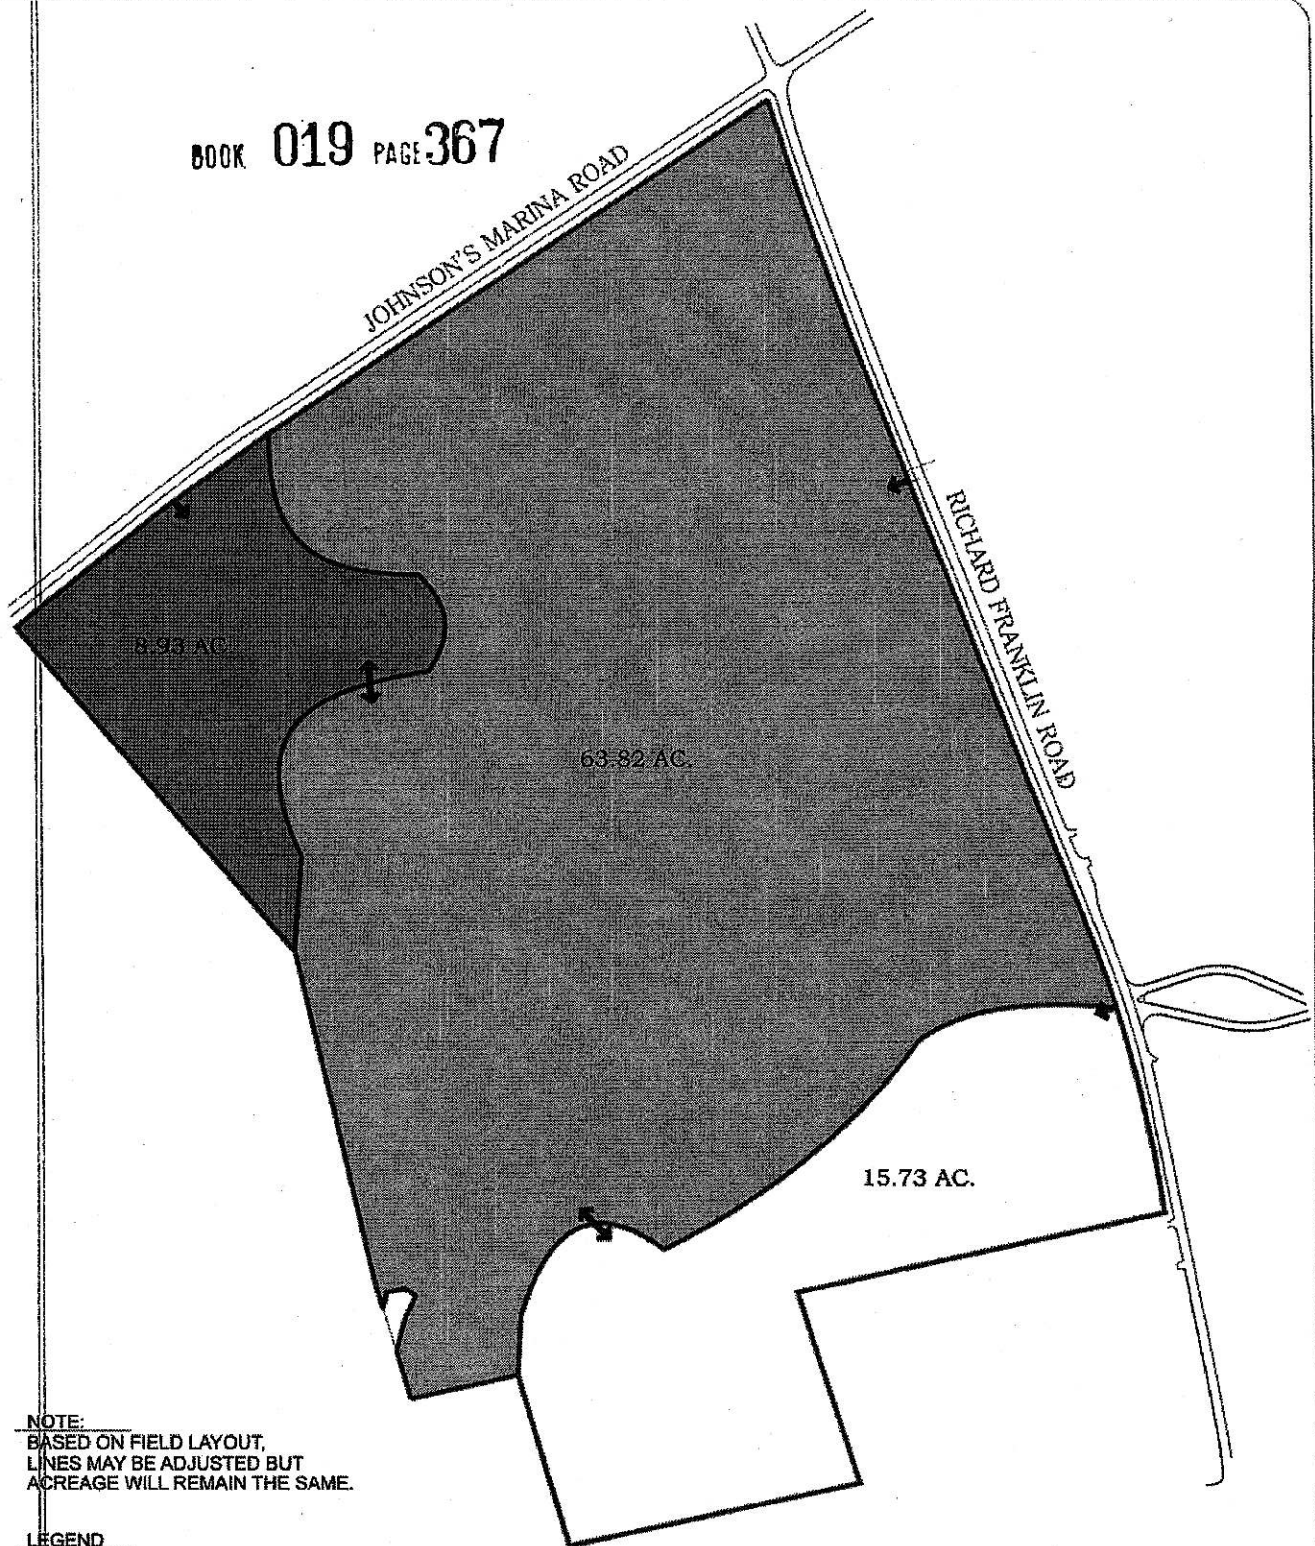 BOOK 019 PAGE 367
JOHNSON'S MARINA ROAD
RICHARD FRANKLIN ROAD
8.93 AC.
63.82 AC.
15.73 AC.
NOTE:
BASED ON FIELD LAYOUT,
LINES MAY BE ADJUSTED BUT
ACREAGE WILL REMAIN THE SAME.
LEGEND